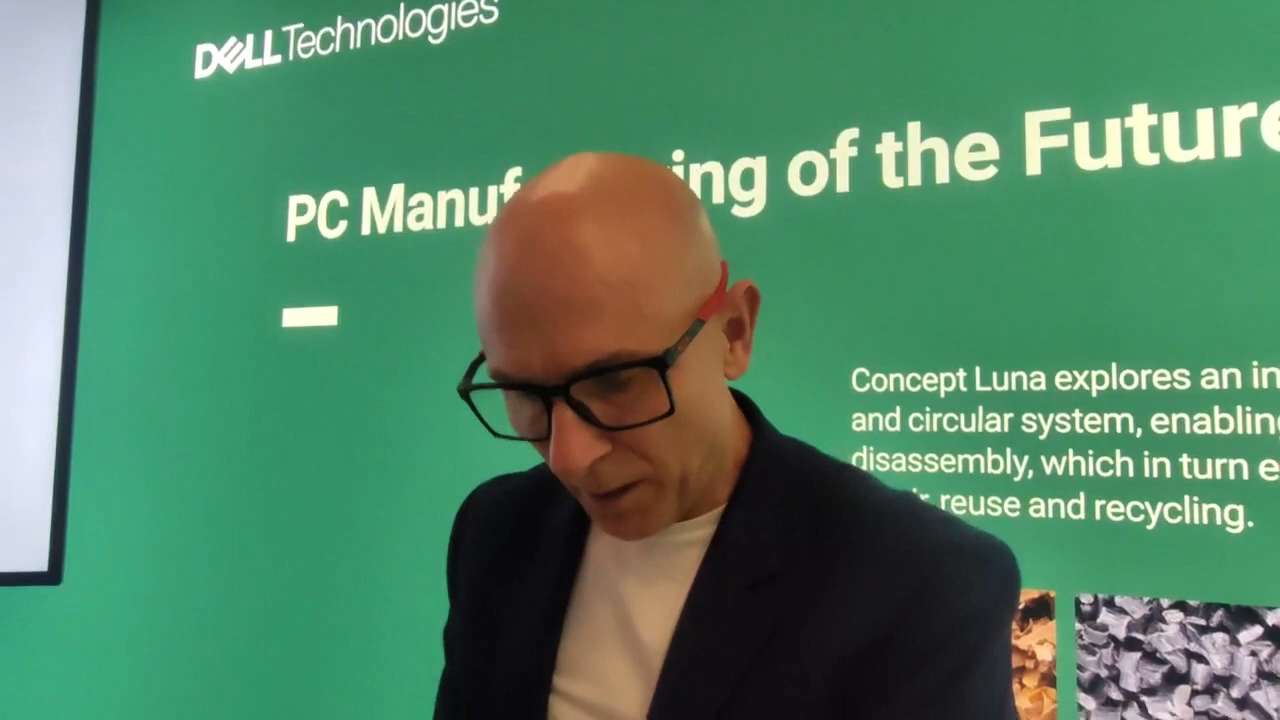 DELL Technologies
PC Manuf ing of the Future
Concept Luna explores an in
and circular system, enabling
disassembly, which in turn e
reuse and recycling.